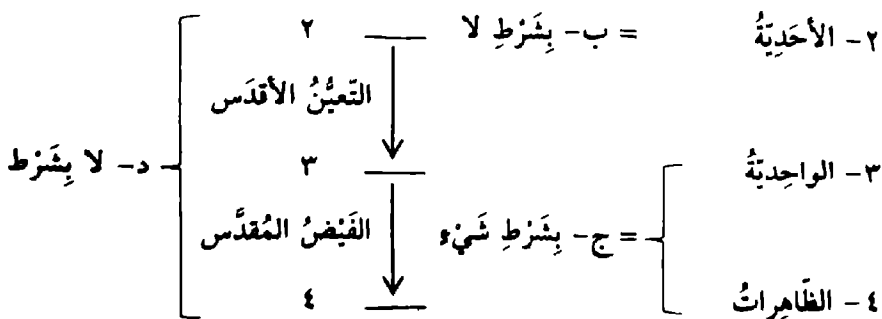 ٢- الأحَدِيّةُ = ب- بِشَرْطِ لا ٢
التّعيُّنُ الأقدَس
٣- الواحِديّةُ ٣ د- لا بِشَرْط
= ج- بِشَرْطِ شَيْءٍ الفَيْضُ المُقدَّس
٤- الظّاهِراتُ ٤